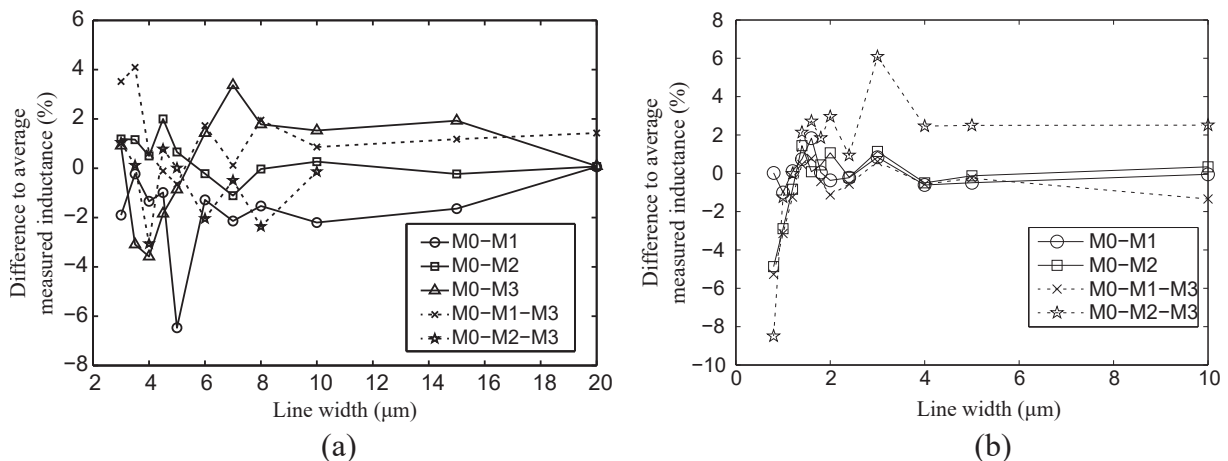 Difference to average
measured inductance (%)
6
4
2
0
−2
−4
−6
−8
2
4
6
8
10
12
14
16
18
20
Line width (μm)
M0−M1
M0−M2
M0−M3
M0−M1−M3
M0−M2−M3
(a)
Difference to average
measured inductance (%)
8
6
4
2
0
−2
−4
−6
−8
−10
0
2
4
6
8
10
Line width (μm)
M0−M1
M0−M2
M0−M1−M3
M0−M2−M3
(b)